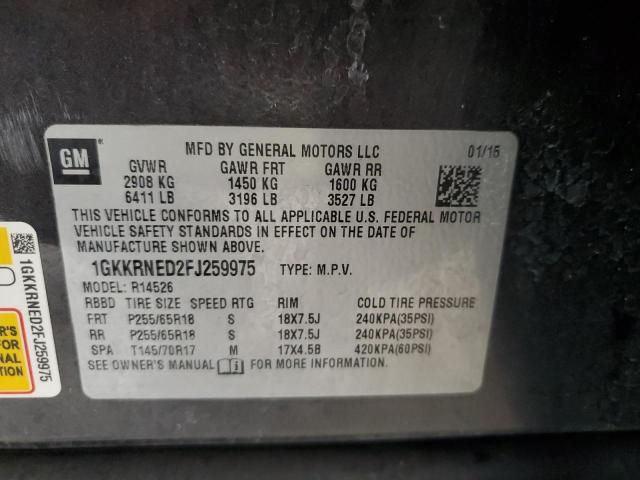 GM
MFD BY GENERAL MOTORS LLC 01/15
GVWR GAWR FRT GAWR RR
2908 KG 1450 KG 1600 KG
6411 LB 3196 LB 3527 LB
THIS VEHICLE CONFORMS TO ALL APPLICABLE U.S. FEDERAL MOTOR
VEHICLE SAFETY STANDARDS IN EFFECT ON THE DATE OF
MANUFACTURE SHOWN ABOVE.
1GKKRNED2FJ259975 TYPE: M.P.V.
MODEL: R14526
RBBD TIRE SIZE SPEED RTG RIM COLD TIRE PRESSURE
FRT P255/65R18 S 18X7.5J 240KPA(35PSI)
RR P255/65R18 S 18X7.5J 240KPA(35PSI)
SPA T145/70R17 M 17X4.5B 420KPA(60PSI)
SEE OWNER'S MANUAL FOR MORE INFORMATION
1GKKRNED2FJ259975
R'S
FOR
NAL
TION